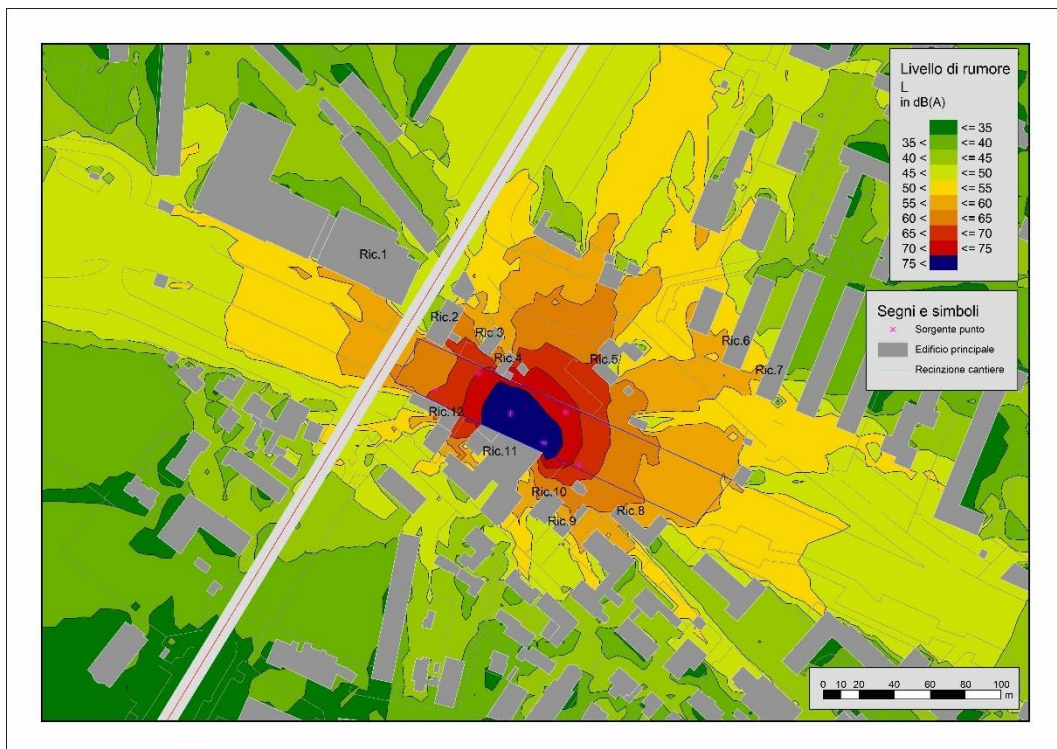 Livello di rumore
L
in dB(A)
<= 35
35 < <= 40
40 < <= 45
45 < <= 50
50 < <= 55
55 < <= 60
60 < <= 65
65 < <= 70
70 < <= 75
75 <
Segni e simboli
Sorgente punto
Edificio principale
Recinzione cantiere
Ric.1
Ric.2
Ric.3
Ric.4
Ric.5
Ric.6
Ric.7
Ric.12
Ric.11
Ric.10
Ric.9
Ric.8
0 10 20 40 60 80 100
m